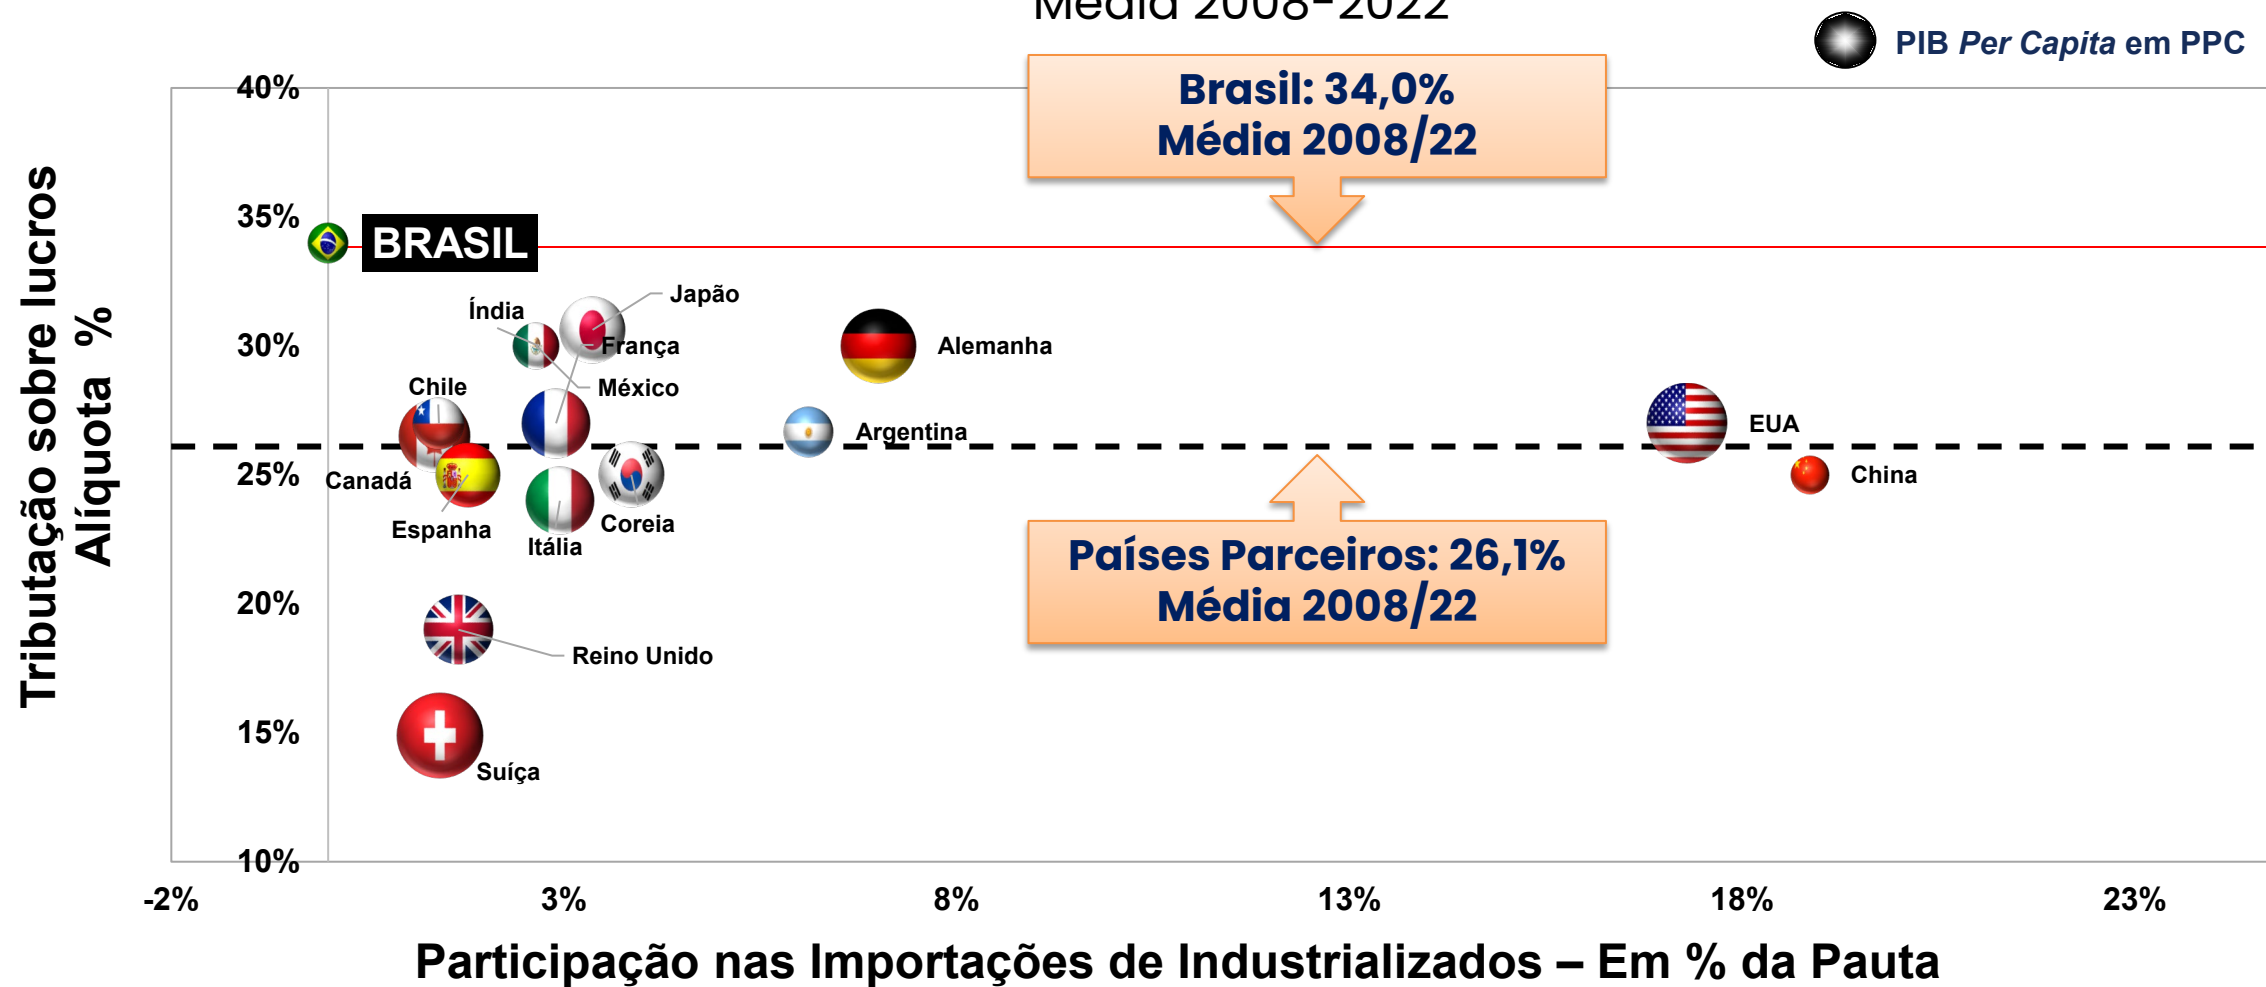 Média 2008-2022
PIB Per Capita em PPC
Brasil: 34,0%
Média 2008/22
40%
35%
30%
25%
20%
15%
10%
Tributação sobre lucros
Alíquota %
BRASIL
Japão
Índia
França
Alemanha
México
Chile
EUA
Argentina
China
Canadá
Espanha
Coreia
Itália
Países Parceiros: 26,1%
Média 2008/22
Reino Unido
Suíça
-2%
3%
8%
13%
18%
23%
Participação nas Importações de Industrializados – Em % da Pauta